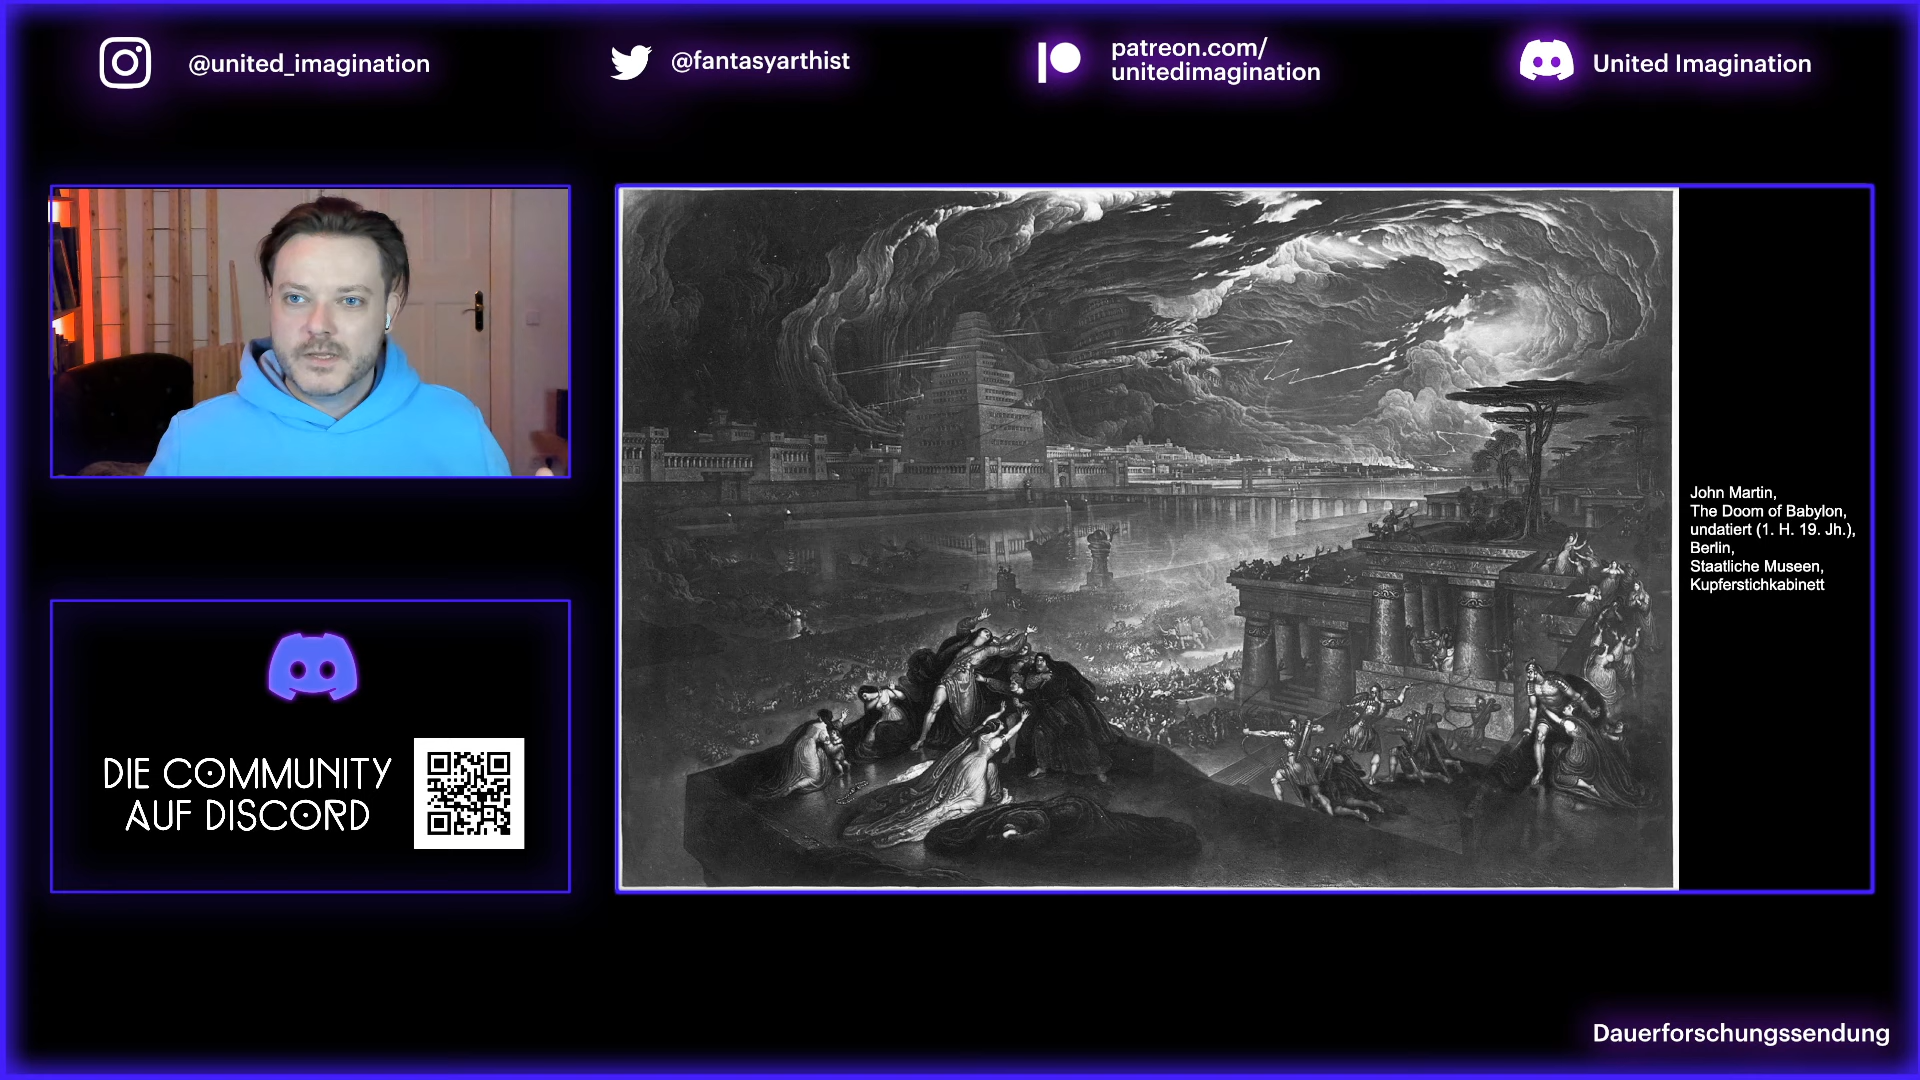 @united_imagination
@fantasyarthist
patreon.com/
unitedimagination
United Imagination
John Martin,
The Doom of Babylon,
undatiert (1. H. 19. Jh.),
Berlin,
Staatliche Museen,
Kupferstichkabinett
DIE COMMUNITY
AUF DISCORD
Dauerforschungssendung